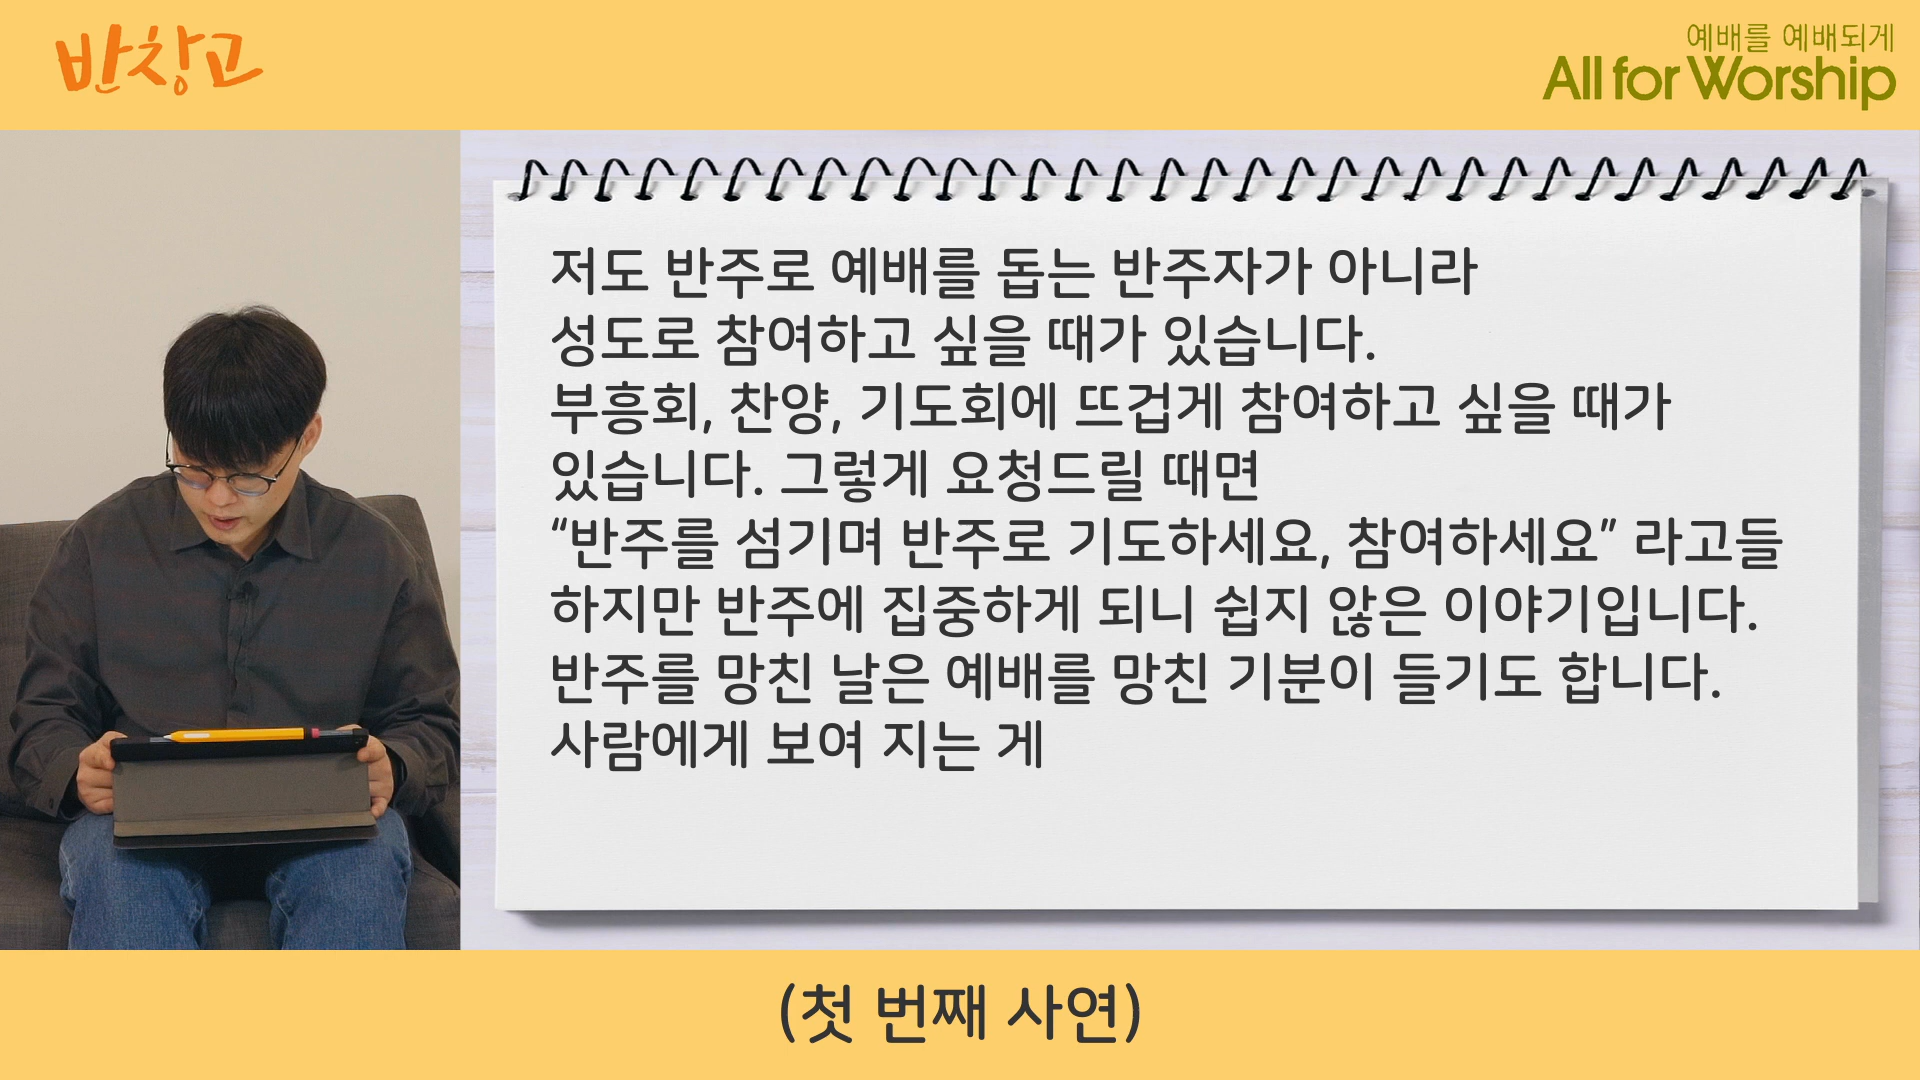 반창고
예배를 예배되게
All for Worship
저도 반주로 예배를 돕는 반주자가 아니라
성도로 참여하고 싶을 때가 있습니다.
부흥회, 찬양, 기도회에 뜨겁게 참여하고 싶을 때가
있습니다. 그렇게 요청드릴 때면
“반주를 섬기며 반주로 기도하세요, 참여하세요” 라고들
하지만 반주에 집중하게 되니 쉽지 않은 이야기입니다.
반주를 망친 날은 예배를 망친 기분이 들기도 합니다.
사람에게 보여 지는 게
(첫 번째 사연)